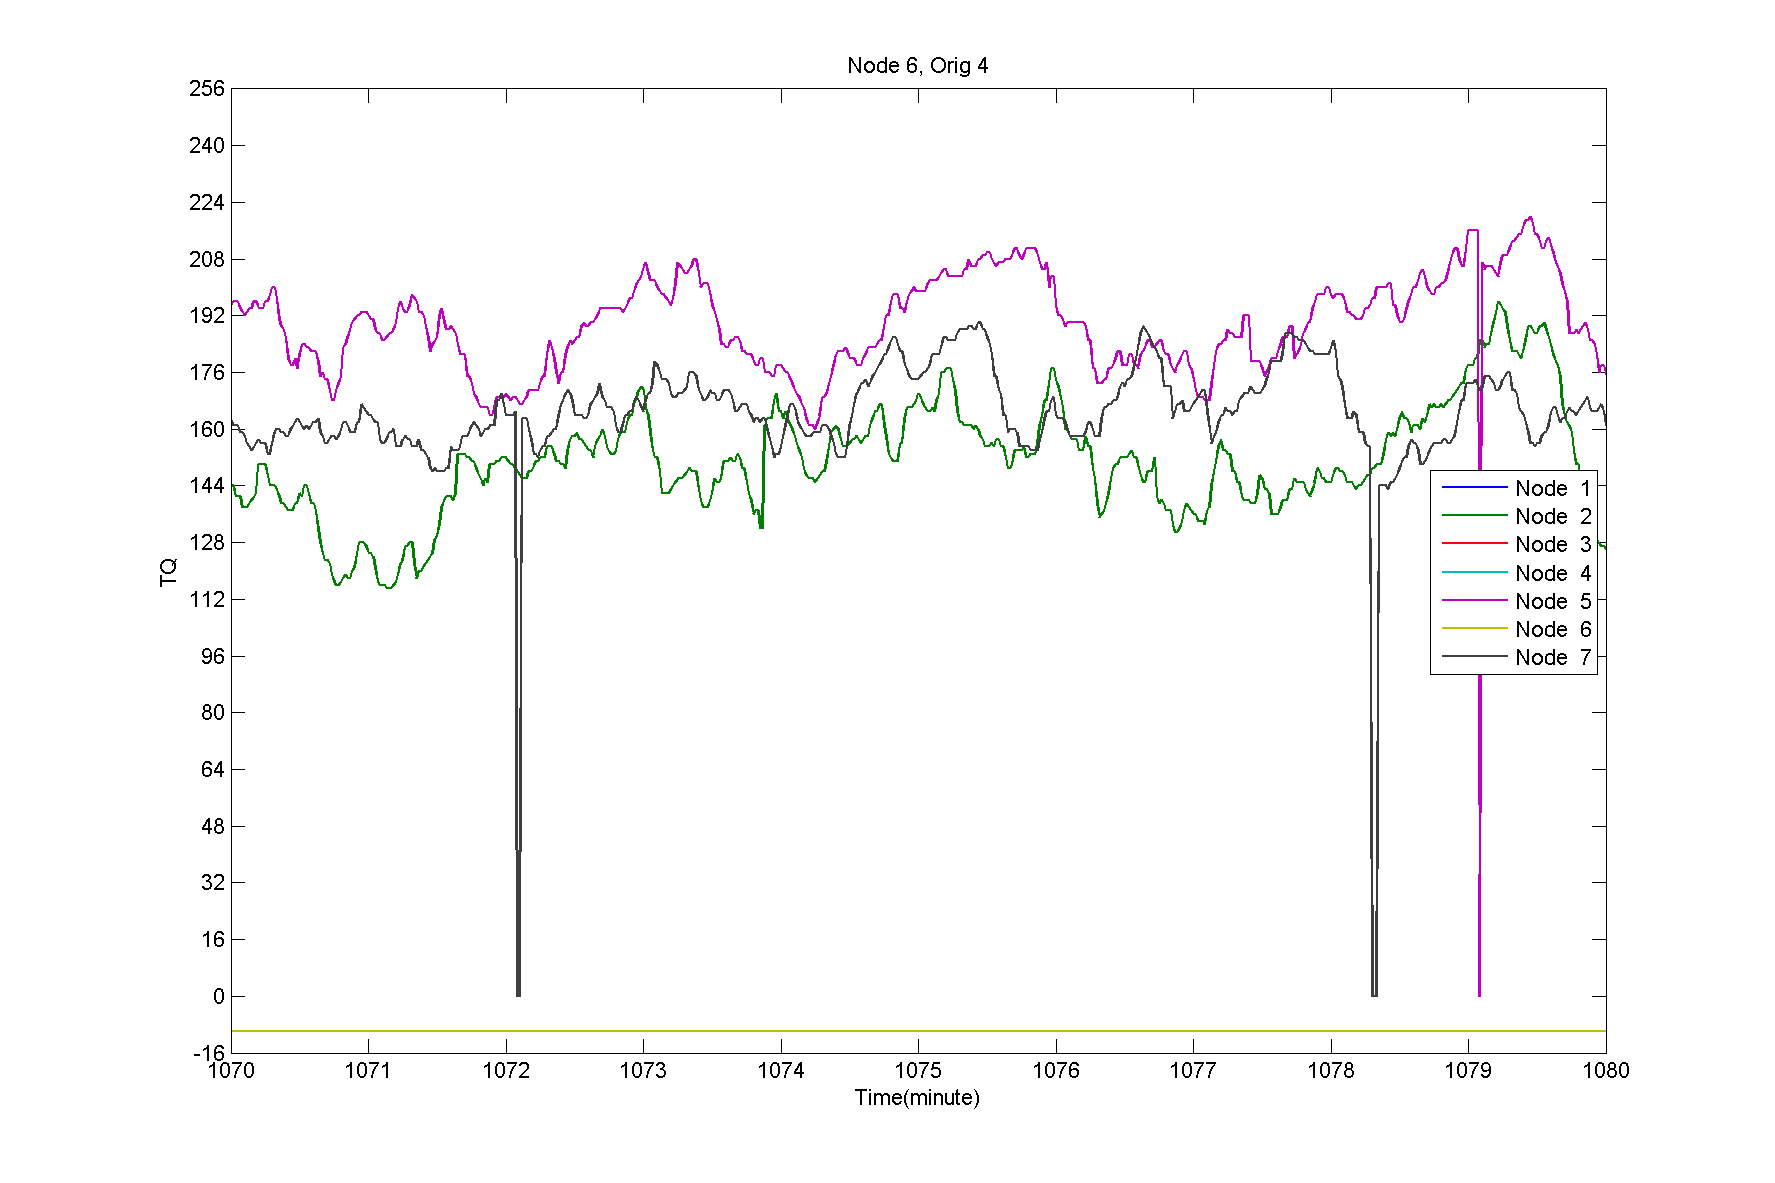 Node 6, Orig 4
256
240
224
208
192
176
160
144
128
112
96
80
64
48
32
16
0
-16
TQ
Node 1
Node 2
Node 3
Node 4
Node 5
Node 6
Node 7
1070 1071 1072 1073 1074 1075 1076 1077 1078 1079 1080
Time(minute)